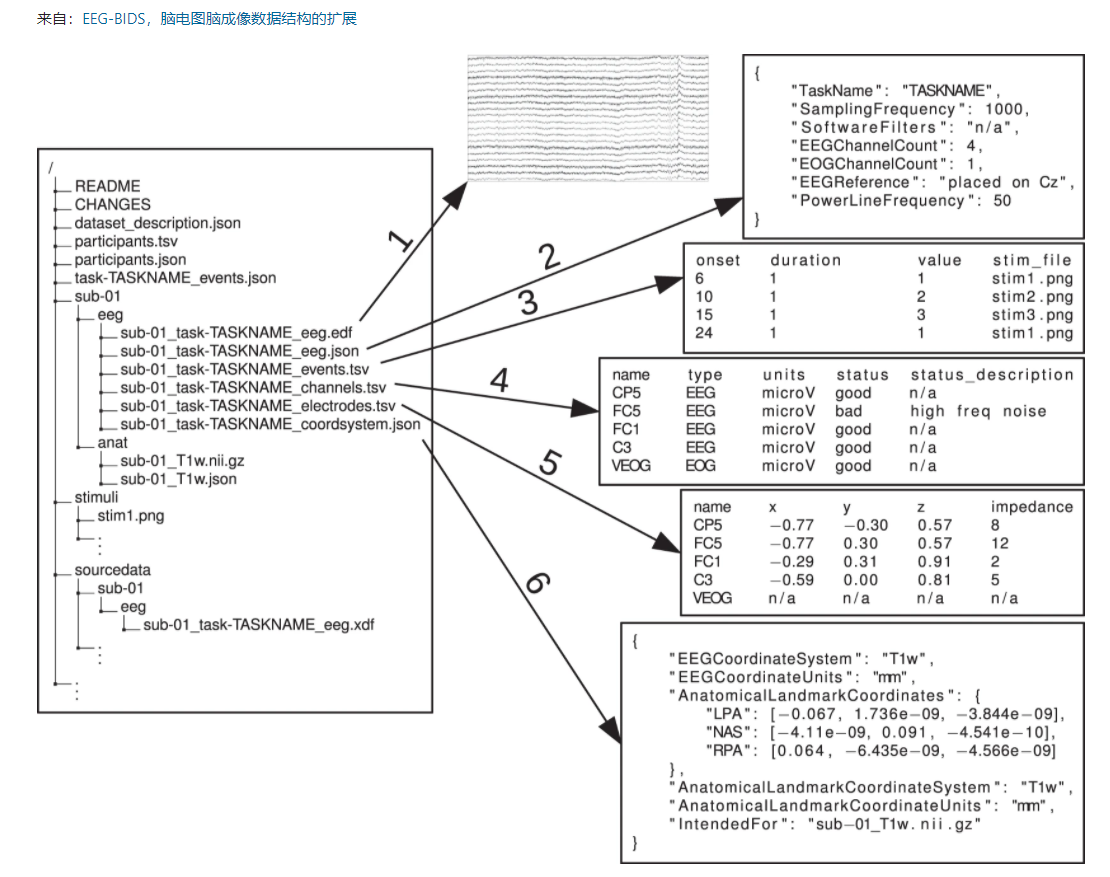 来自：EEG-BIDS，脑电图脑成像数据结构的扩展
/
README
CHANGES
dataset_description.json
participants.tsv
participants.json
task-TASKNAME_events.json
sub-01
eeg
sub-01_task-TASKNAME_eeg.edf
sub-01_task-TASKNAME_eeg.json
sub-01_task-TASKNAME_events.tsv
sub-01_task-TASKNAME_channels.tsv
sub-01_task-TASKNAME_electrodes.tsv
sub-01_task-TASKNAME_coordsystem.json
anat
sub-01_T1w.nii.gz
sub-01_T1w.json
stimuli
stim1.png
⋮
sourcedata
sub-01
eeg
sub-01_task-TASKNAME_eeg.xdf
⋮
⋮
1
2
3
4
5
6
{
"TaskName": "TASKNAME",
"SamplingFrequency": 1000,
"SoftwareFilters": "n/a",
"EEGChannelCount": 4,
"EOGChannelCount": 1,
"EEGReference": "placed on Cz",
"PowerLineFrequency": 50
}
onset duration value stim_file
6 1 1 stim1.png
10 1 2 stim2.png
15 1 3 stim3.png
24 1 1 stim1.png
name type units status status_description
CP5 EEG microV good n/a
FC5 EEG microV bad high freq noise
FC1 EEG microV good n/a
C3 EEG microV good n/a
VEOG EOG microV good n/a
name x y z impedance
CP5 −0.77 −0.30 0.57 8
FC5 −0.77 0.30 0.57 12
FC1 −0.29 0.31 0.91 2
C3 −0.59 0.00 0.81 5
VEOG n/a n/a n/a n/a
{
"EEGCoordinateSystem": "T1w",
"EEGCoordinateUnits": "mm",
"AnatomicalLandmarkCoordinates": {
"LPA": [−0.067, 1.736e−09, −3.844e−09],
"NAS": [−4.11e−09, 0.091, −4.541e−10],
"RPA": [0.064, −6.435e−09, −4.566e−09]
},
"AnatomicalLandmarkCoordinateSystem": "T1w",
"AnatomicalLandmarkCoordinateUnits": "mm",
"IntendedFor": "sub−01_T1w.nii.gz"
}